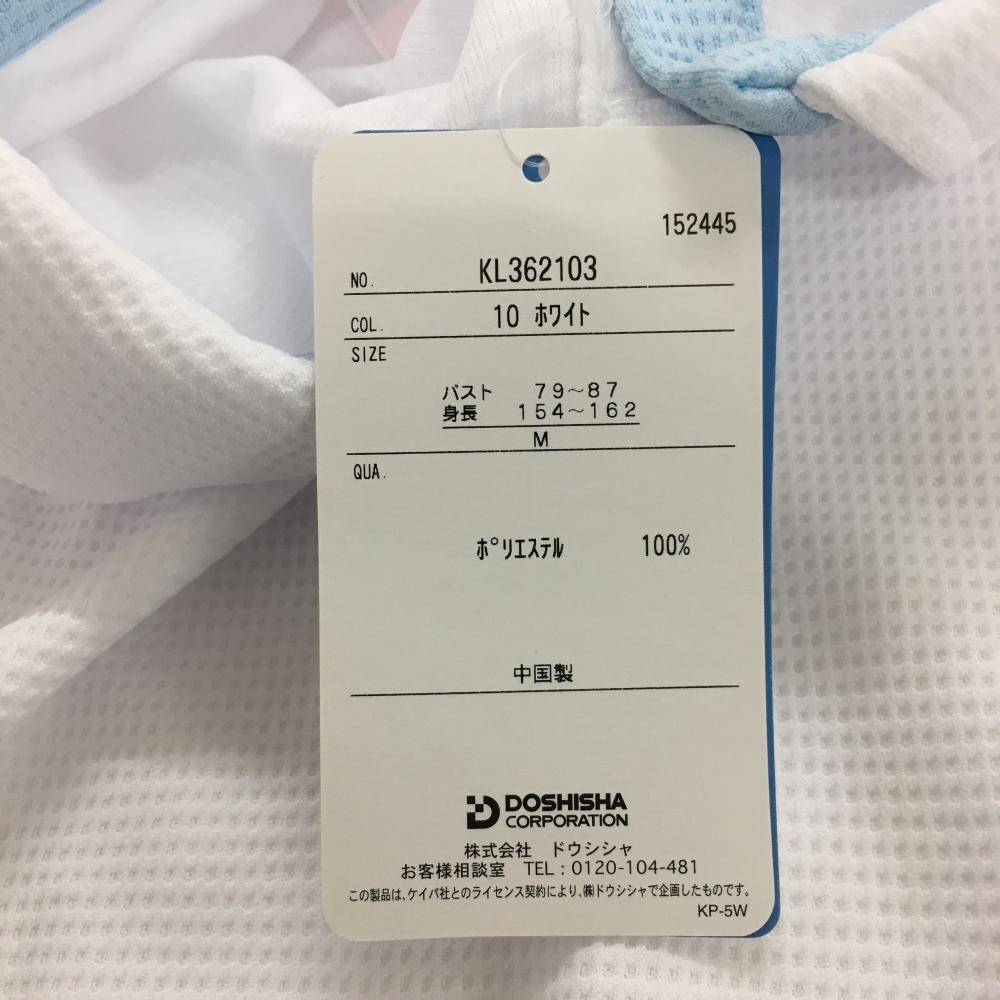 152445
NO. KL362103
COL. 10 ホワイト
SIZE
バスト 79～87
身長 154～162
M
QUA.
ポリエステル 100%
中国製
DOSHISHA
CORPORATION
株式会社 ドウシシャ
お客様相談室 TEL:0120-104-481
この製品は、ケイパ社とのライセンス契約により、㈱ドウシシャで企画したものです。
KP-5W